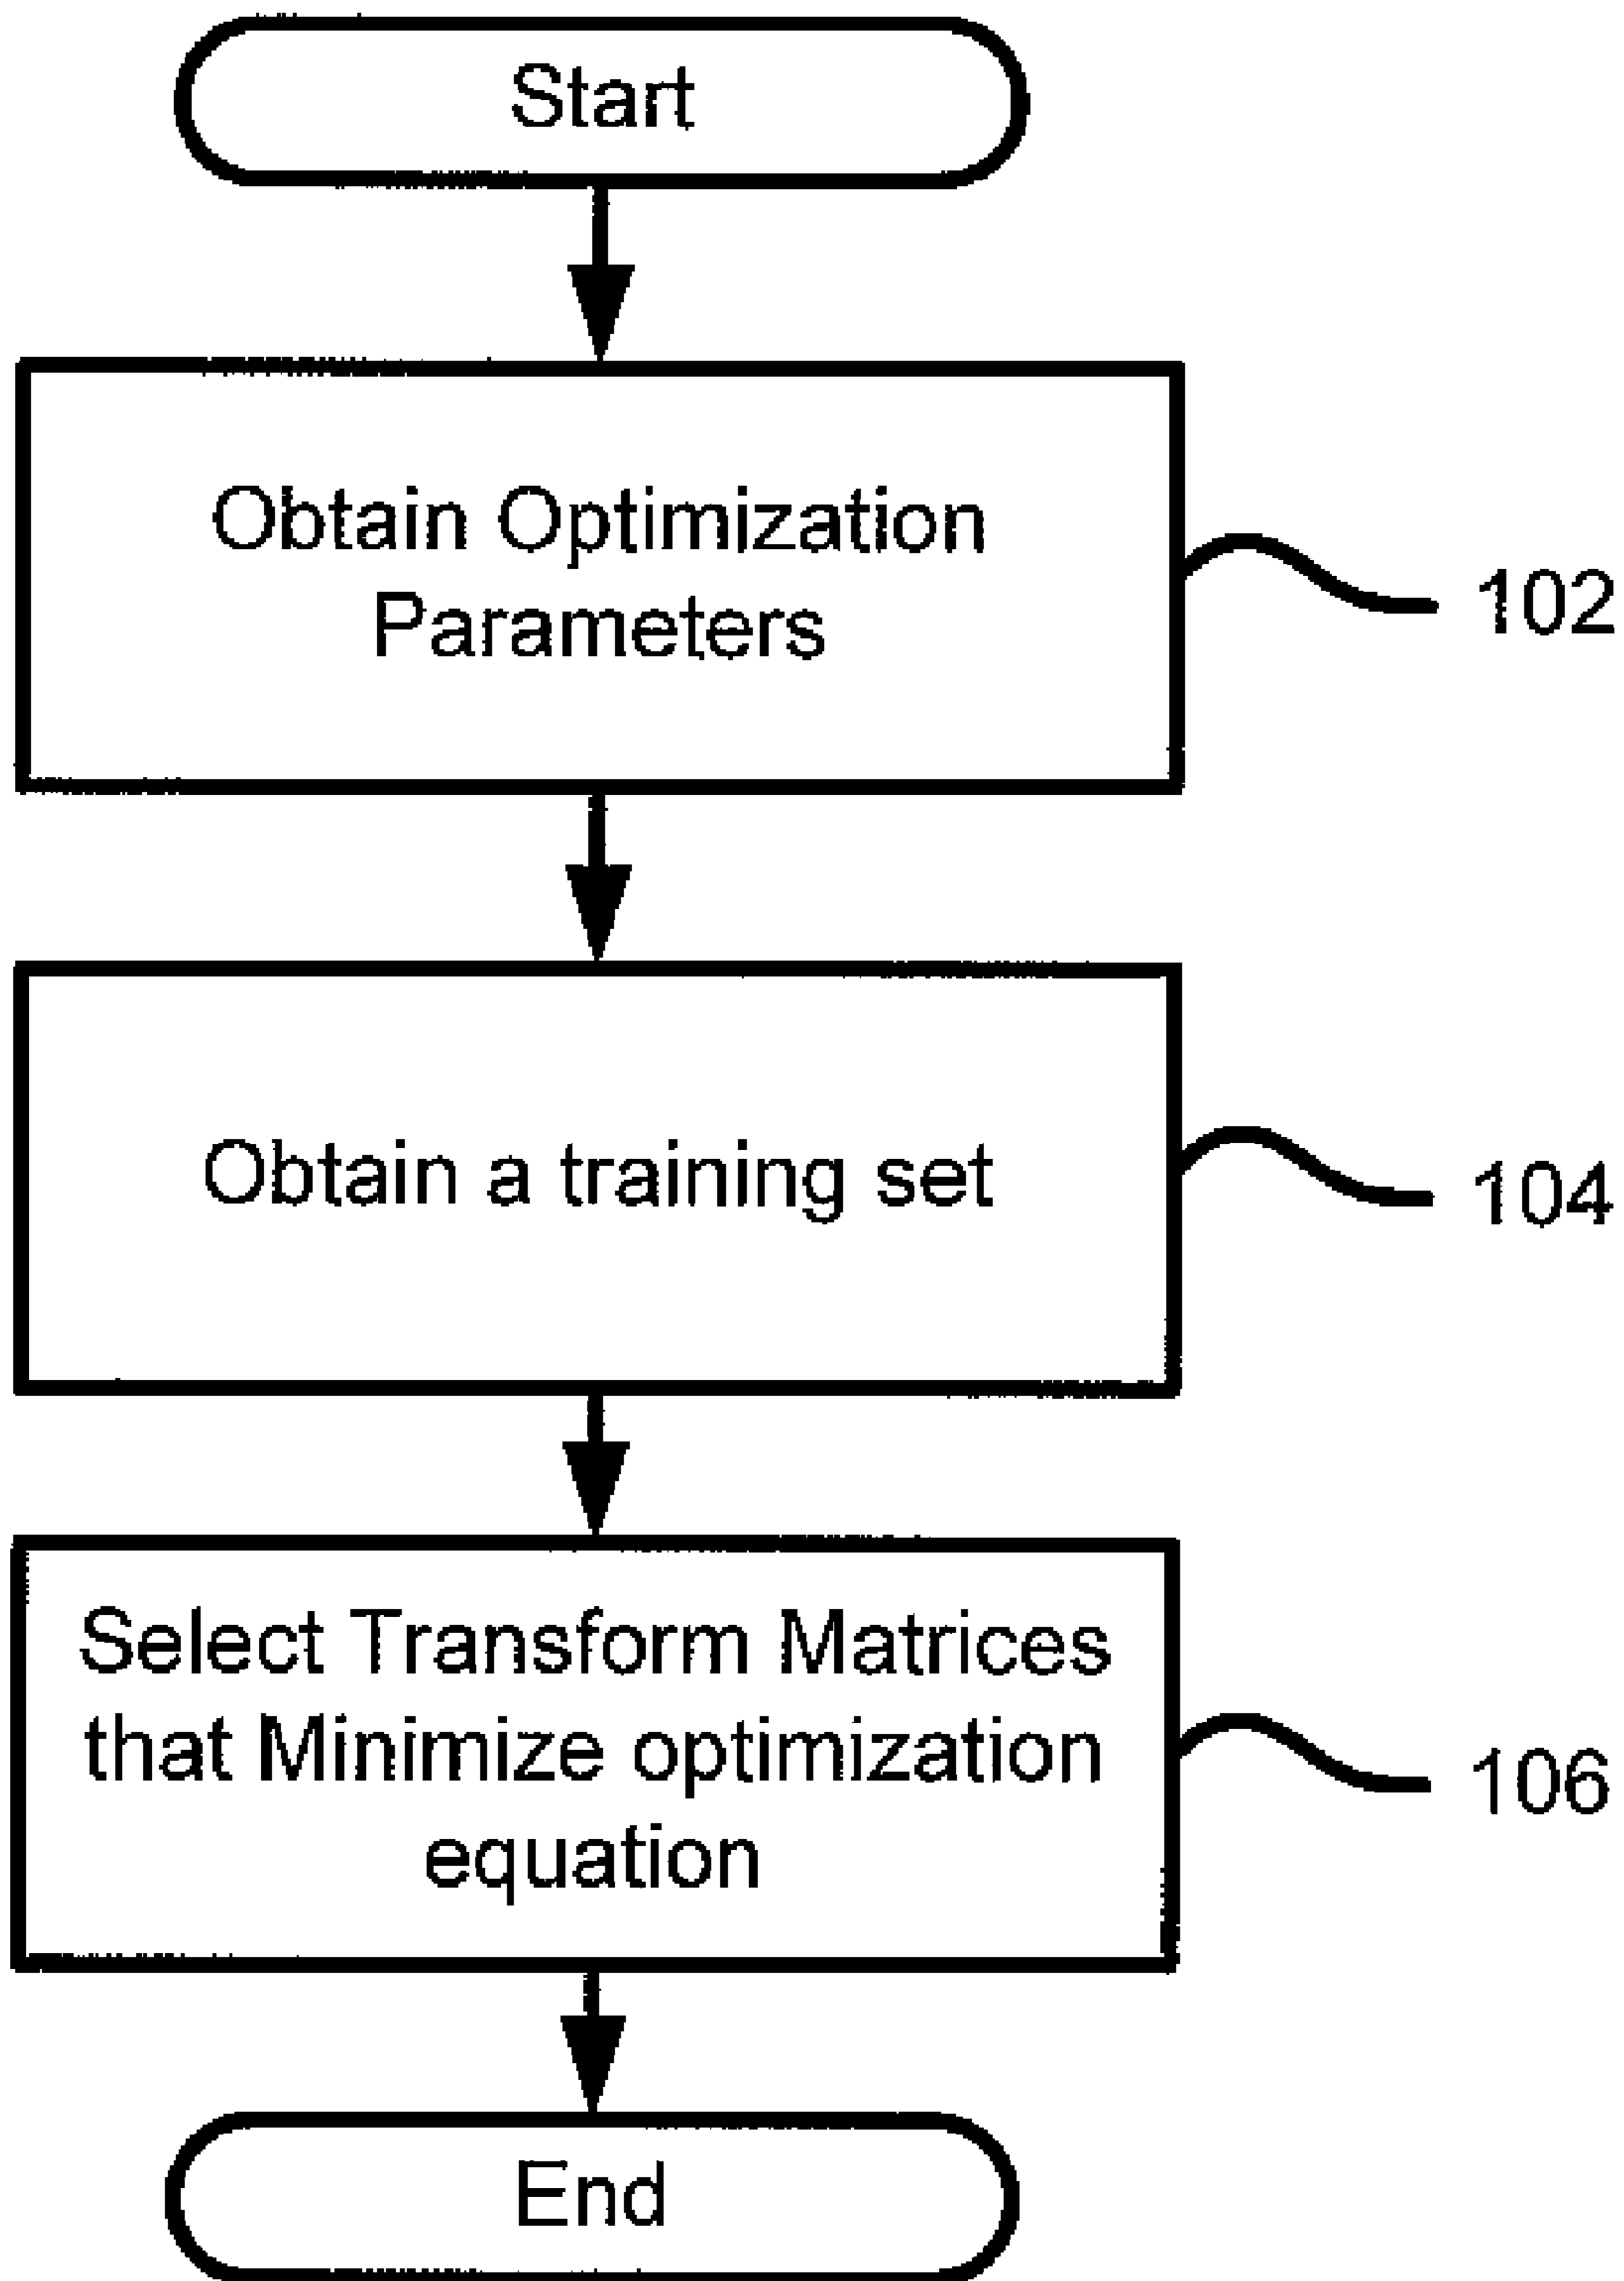 Start
Obtain Optimization
Parameters
102
Obtain a training set
104
Select Transform Matrices
that Minimize optimization
equation
106
End